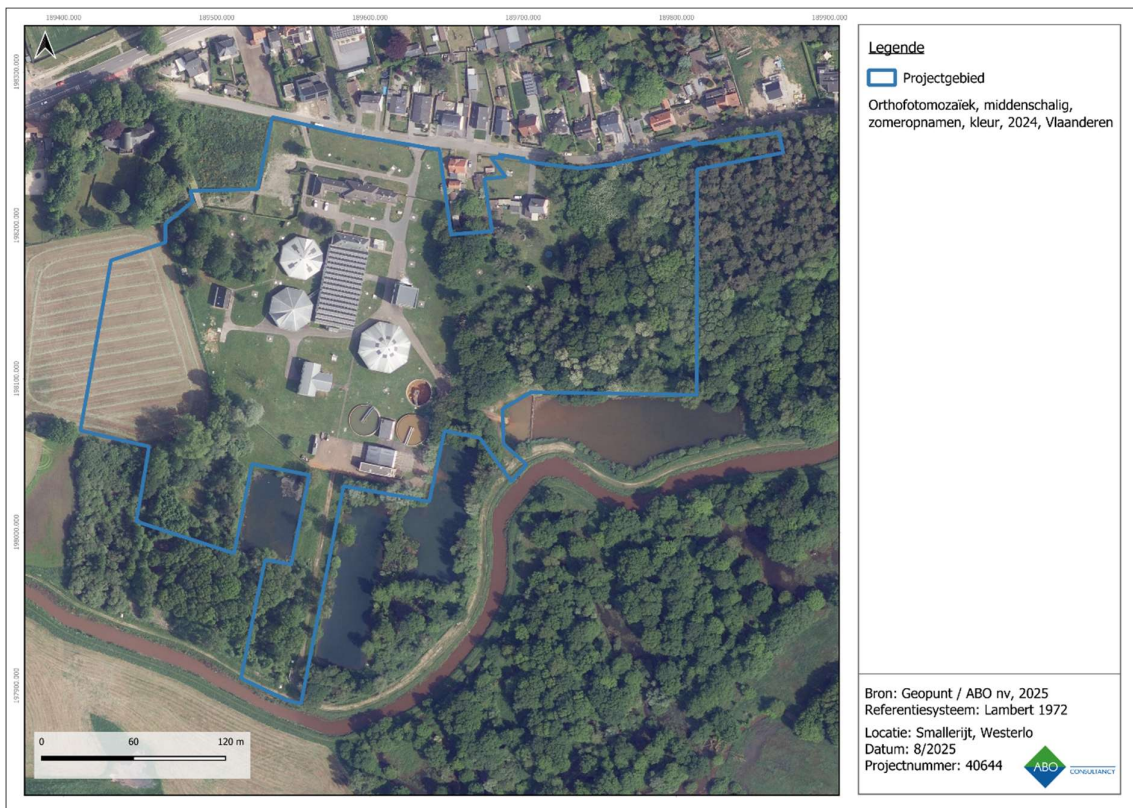 189400.000 189500.000 189600.000 189700.000 189800.000 189900.000
198300.000
198200.000
198100.000
198000.000
197900.000
0 60 120 m
Legende
Projectgebied
Orthofotomozaïek, middenschalig,
zomeropnamen, kleur, 2024, Vlaanderen
Bron: Geopunt / ABO nv, 2025
Referentiesysteem: Lambert 1972
Locatie: Smallerijt, Westerlo
Datum: 8/2025
Projectnummer: 40644
ABO CONSULTANCY